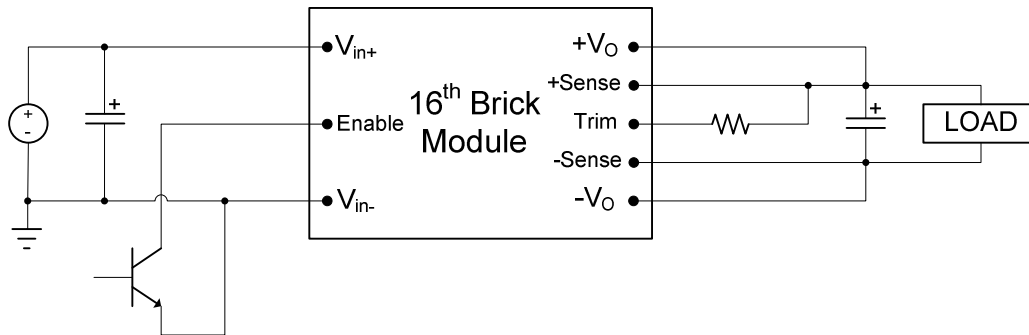 V_in+
Enable
V_in-
16^th Brick
Module
+V_O
+Sense
Trim
-Sense
-V_O
+
-
+
+
LOAD